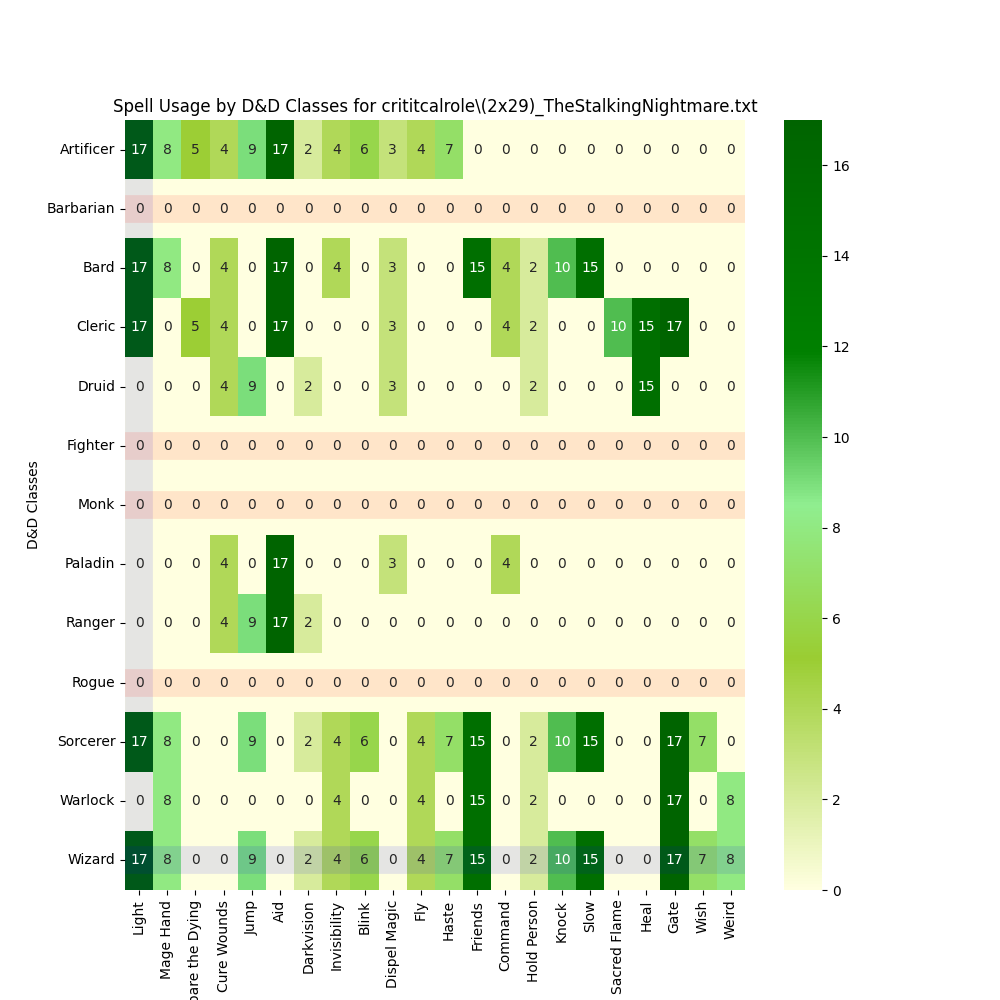 Spell Usage by D&D Classes for crititcalrole\(2x29)_TheStalkingNightmare.txt
D&D Classes
Artificer 17 8 5 4 9 17 2 4 6 3 4 7 0 0 0 0 0 0 0 0 0 0
Barbarian 0 0 0 0 0 0 0 0 0 0 0 0 0 0 0 0 0 0 0 0 0 0
Bard 17 8 0 4 0 17 0 4 0 3 0 0 15 4 2 10 15 0 0 0 0 0
Cleric 17 0 5 4 0 17 0 0 0 3 0 0 0 4 2 0 0 10 15 17 0 0
Druid 0 0 0 4 9 0 2 0 0 3 0 0 0 0 2 0 0 0 15 0 0 0
Fighter 0 0 0 0 0 0 0 0 0 0 0 0 0 0 0 0 0 0 0 0 0 0
Monk 0 0 0 0 0 0 0 0 0 0 0 0 0 0 0 0 0 0 0 0 0 0
Paladin 0 0 0 4 0 17 0 0 0 3 0 0 0 4 0 0 0 0 0 0 0 0
Ranger 0 0 0 4 9 17 2 0 0 0 0 0 0 0 0 0 0 0 0 0 0 0
Rogue 0 0 0 0 0 0 0 0 0 0 0 0 0 0 0 0 0 0 0 0 0 0
Sorcerer 17 8 0 0 9 0 2 4 6 0 4 7 15 0 2 10 15 0 0 17 7 0
Warlock 0 8 0 0 0 0 0 4 0 0 4 0 15 0 2 0 0 0 0 17 0 8
Wizard 17 8 0 0 9 0 2 4 6 0 4 7 15 0 2 10 15 0 0 17 7 8
Light
Mage Hand
pare the Dying
Cure Wounds
Jump
Aid
Darkvision
Invisibility
Blink
Dispel Magic
Fly
Haste
Friends
Command
Hold Person
Knock
Slow
Sacred Flame
Heal
Gate
Wish
Weird
16
14
12
10
8
6
4
2
0